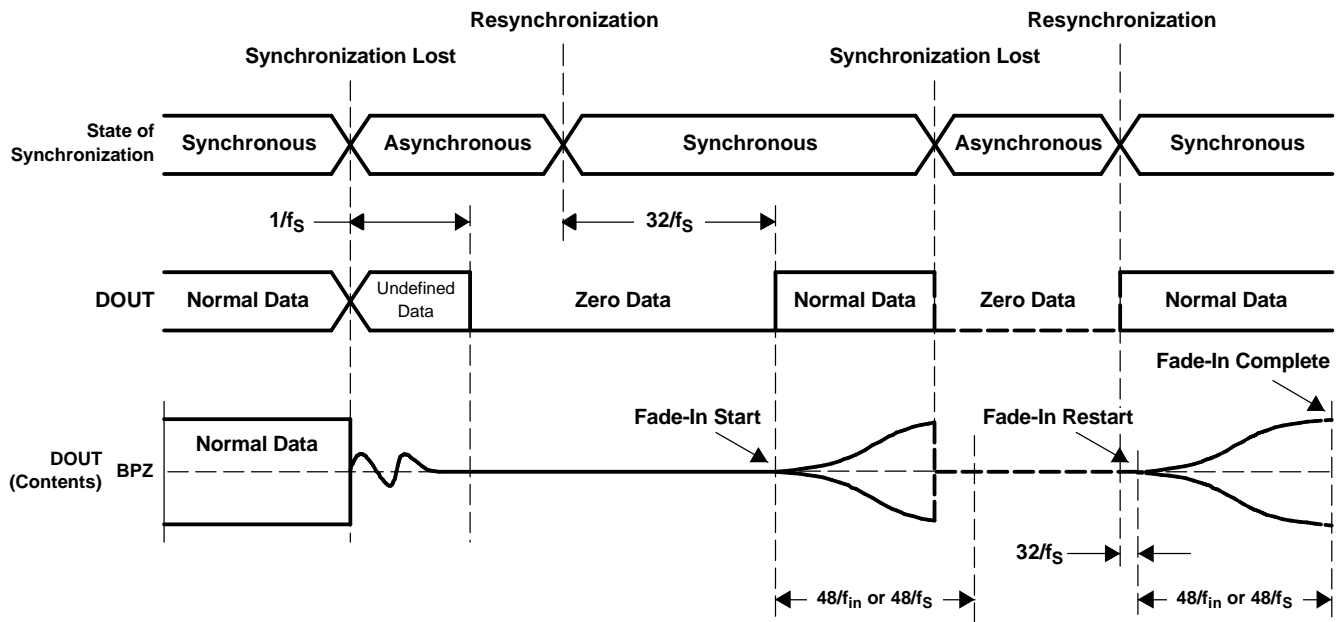 Resynchronization
Resynchronization
Synchronization Lost
Synchronization Lost
State of
Synchronization
Synchronous
Asynchronous
Synchronous
Asynchronous
Synchronous
1/fS
32/fS
DOUT
Normal Data
Undefined
Data
Zero Data
Normal Data
Zero Data
Normal Data
Fade-In Complete
Fade-In Start
Fade-In Restart
Normal Data
DOUT
(Contents)
BPZ
32/fS
48/fin or 48/fS
48/fin or 48/fS